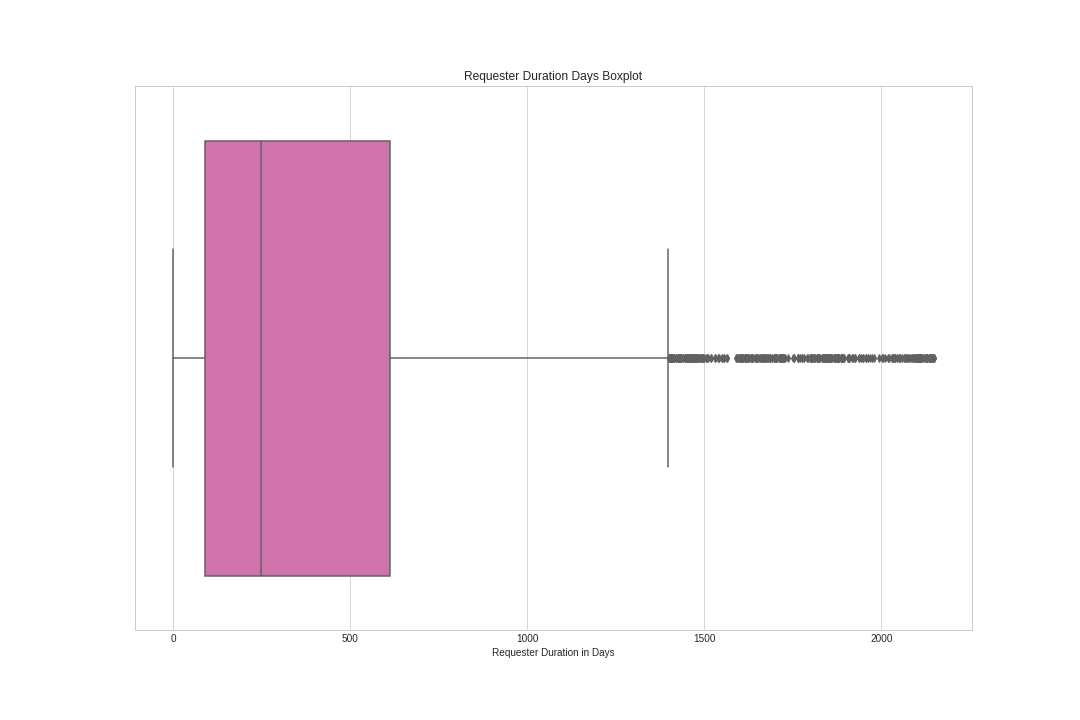 Requester Duration Days Boxplot
0 500 1000 1500 2000
Requester Duration in Days